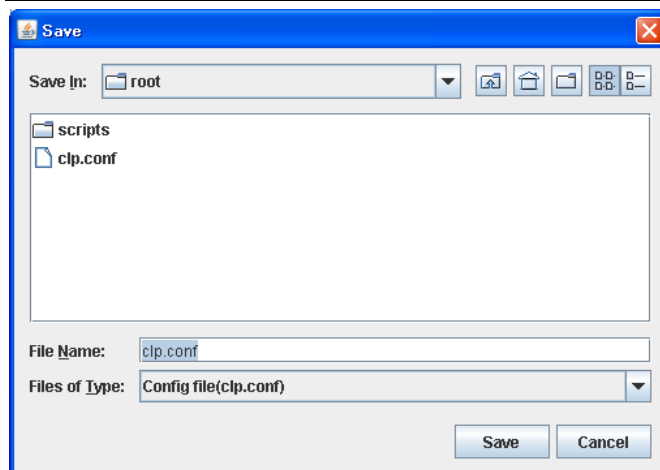 Save
Save In: root
scripts
clp.conf
File Name: clp.conf
Files of Type: Config file(clp.conf)
Save Cancel